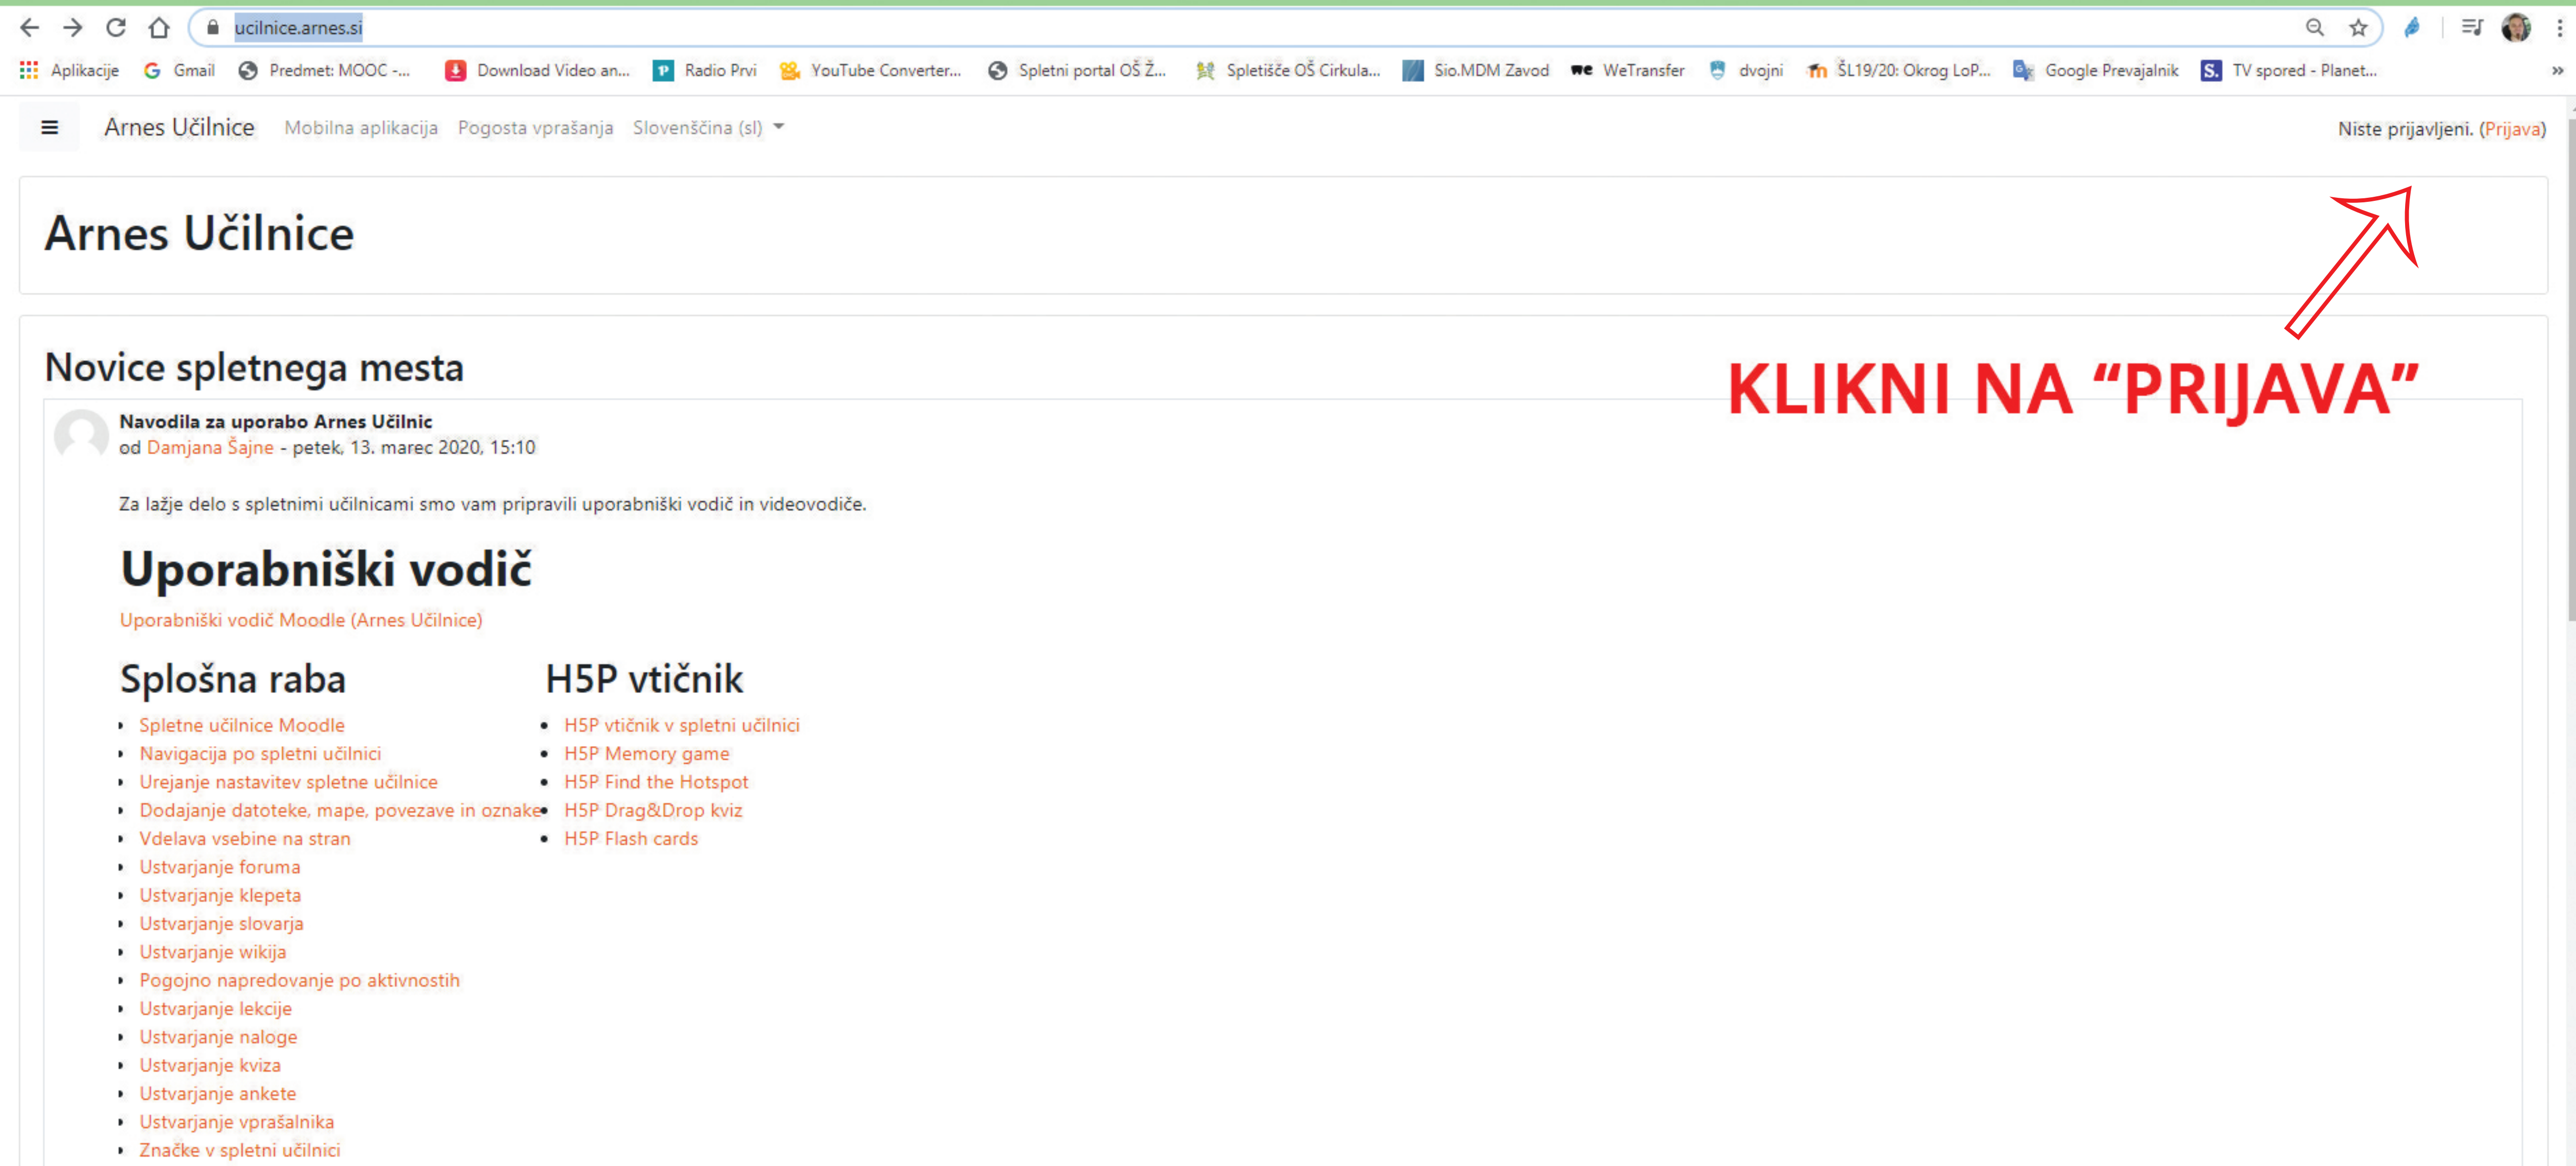 ucilnice.arnes.si
Aplikacije Gmail Predmet: MOOC -... Download Video an... Radio Prvi YouTube Converter... Spletni portal OŠ Ž... Spletišče OŠ Cirkula... Sio.MDM Zavod we WeTransfer dvojni ŠL19/20: Okrog LoP... Google Prevajalnik S. TV spored - Planet... »
Arnes Učilnice Mobilna aplikacija Pogosta vprašanja Slovenščina (sl) Niste prijavljeni. (Prijava)
Arnes Učilnice
Novice spletnega mesta
KLIKNI NA “PRIJAVA”
Navodila za uporabo Arnes Učilnic
od Damjana Šajne - petek, 13. marec 2020, 15:10
Za lažje delo s spletnimi učilnicami smo vam pripravili uporabniški vodič in videovodiče.
Uporabniški vodič
Uporabniški vodič Moodle (Arnes Učilnice)
Splošna raba
• Spletne učilnice Moodle
• Navigacija po spletni učilnici
• Urejanje nastavitev spletne učilnice
• Dodajanje datoteke, mape, povezave in oznake
• Vdelava vsebine na stran
• Ustvarjanje foruma
• Ustvarjanje klepeta
• Ustvarjanje slovarja
• Ustvarjanje wikija
• Pogojno napredovanje po aktivnostih
• Ustvarjanje lekcije
• Ustvarjanje naloge
• Ustvarjanje kviza
• Ustvarjanje ankete
• Ustvarjanje vprašalnika
• Značke v spletni učilnici
H5P vtičnik
• H5P vtičnik v spletni učilnici
• H5P Memory game
• H5P Find the Hotspot
• H5P Drag&Drop kviz
• H5P Flash cards